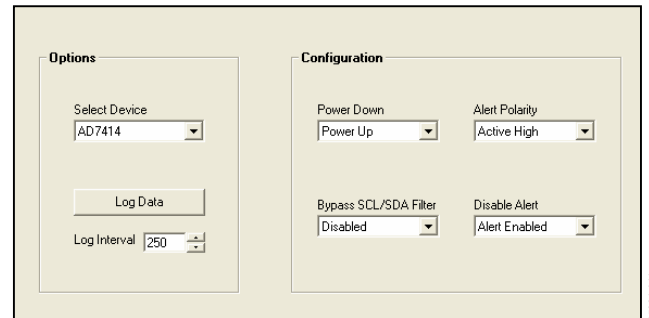 Options
Select Device
AD7414
Log Data
Log Interval 250
Configuration
Power Down
Power Up
Alert Polarity
Active High
Bypass SCL/SDA Filter
Disabled
Disable Alert
Alert Enabled